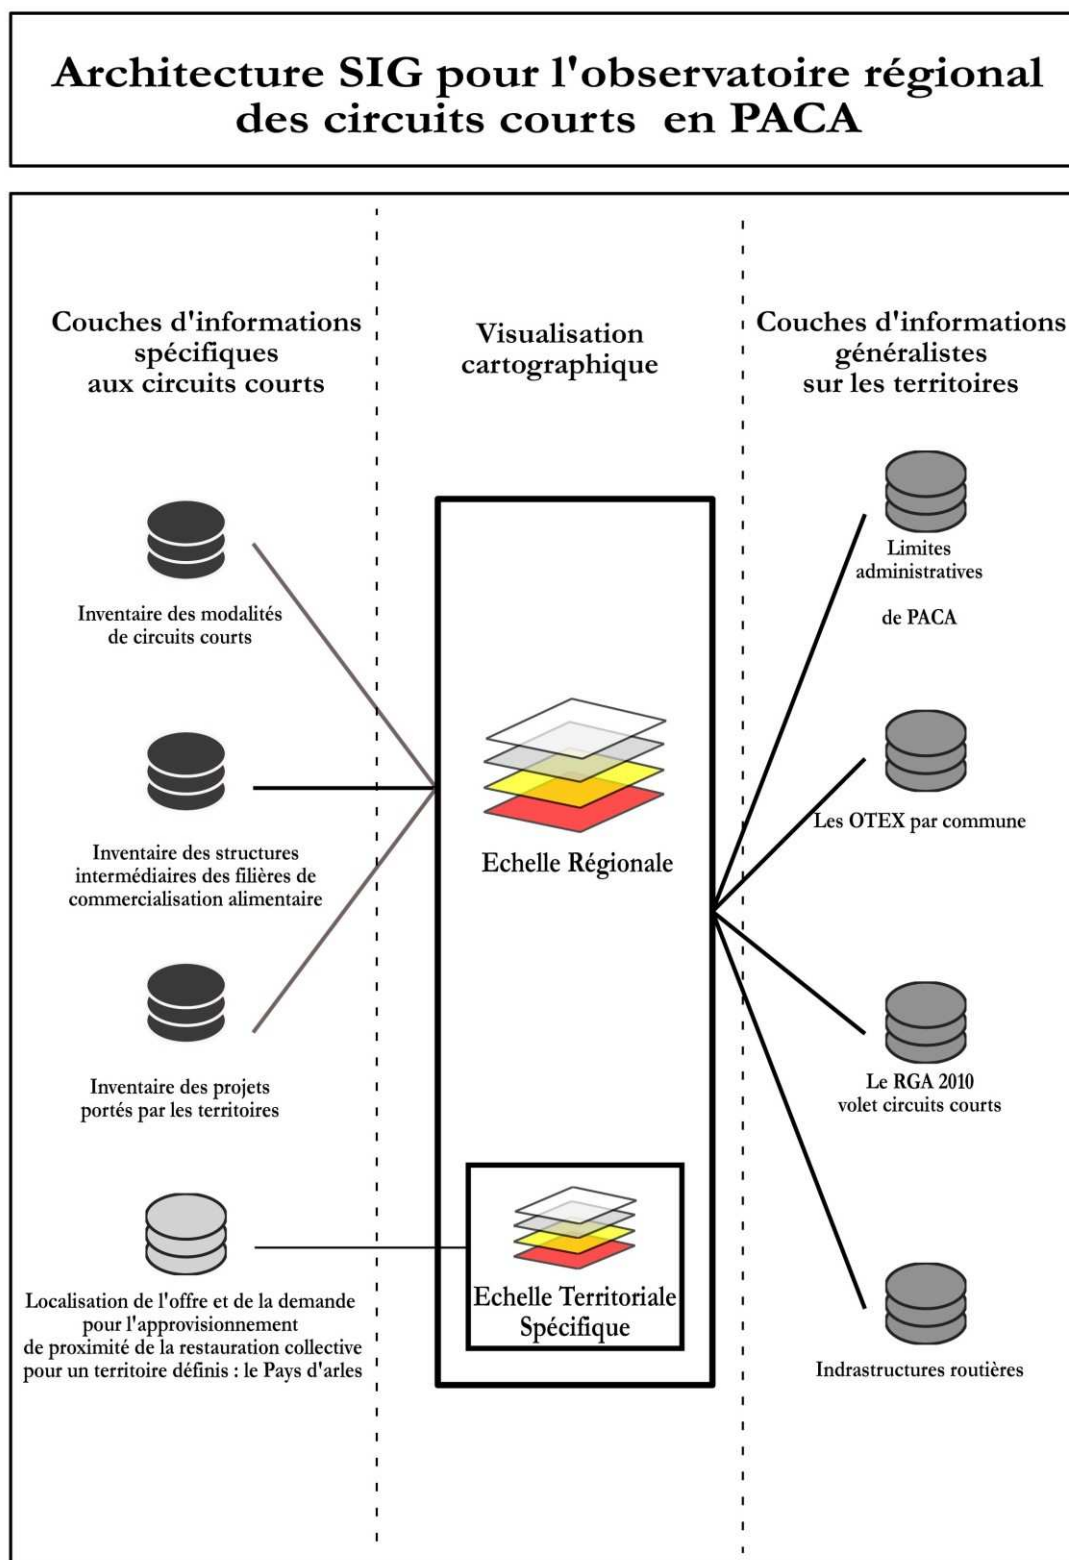 Architecture SIG pour l'observatoire régional
des circuits courts en PACA
Couches d'informations
spécifiques
aux circuits courts
Visualisation
cartographique
Couches d'informations
généralistes
sur les territoires
Inventaire des modalités
de circuits courts
Inventaire des structures
intermédiaires des filières de
commercialisation alimentaire
Inventaire des projets
portés par les territoires
Localisation de l'offre et de la demande
pour l'approvisionnement
de proximité de la restauration collective
pour un territoire définis : le Pays d'arles
Echelle Régionale
Echelle Territoriale
Spécifique
Limites
administratives
de PACA
Les OTEX par commune
Le RGA 2010
volet circuits courts
Indrastructures routières